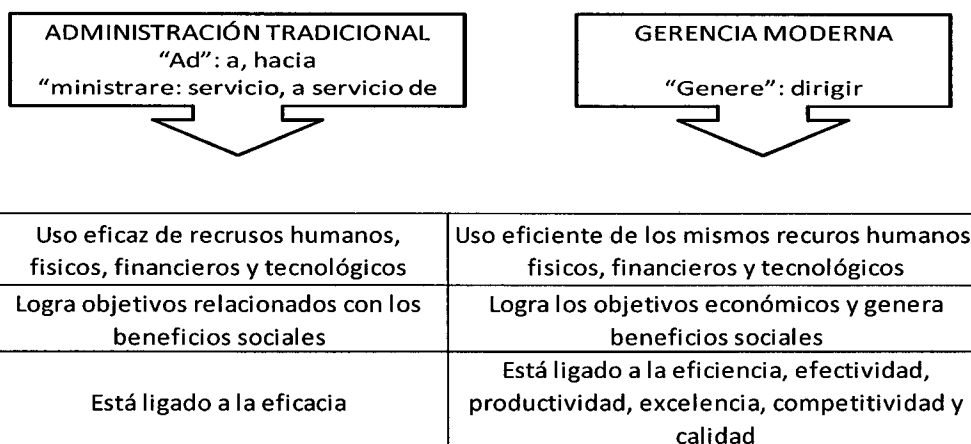 ADMINISTRACIÓN TRADICIONAL
“Ad”: a, hacia
“ministrare: servicio, a servicio de
GERENCIA MODERNA
“Genere”: dirigir
Uso eficaz de recrusos humanos,
fisicos, financieros y tecnológicos
Uso eficiente de los mismos recuros humanos
fisicos, financieros y tecnológicos
Logra objetivos relacionados con los
beneficios sociales
Logra los objetivos económicos y genera
beneficios sociales
Está ligado a la eficacia
Está ligado a la eficiencia, efectividad,
productividad, excelencia, competitividad y
calidad